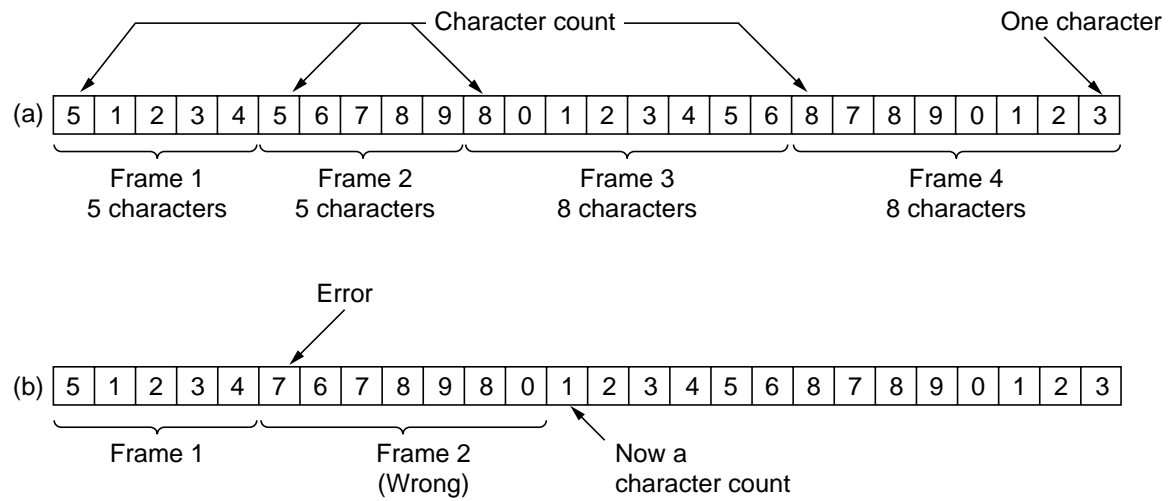 Character count One character
(a) 5 1 2 3 4 5 6 7 8 9 8 0 1 2 3 4 5 6 8 7 8 9 0 1 2 3
Frame 1 Frame 2 Frame 3 Frame 4
5 characters 5 characters 8 characters 8 characters
Error
(b) 5 1 2 3 4 7 6 7 8 9 8 0 1 2 3 4 5 6 8 7 8 9 0 1 2 3
Frame 1 Frame 2 Now a
(Wrong) character count